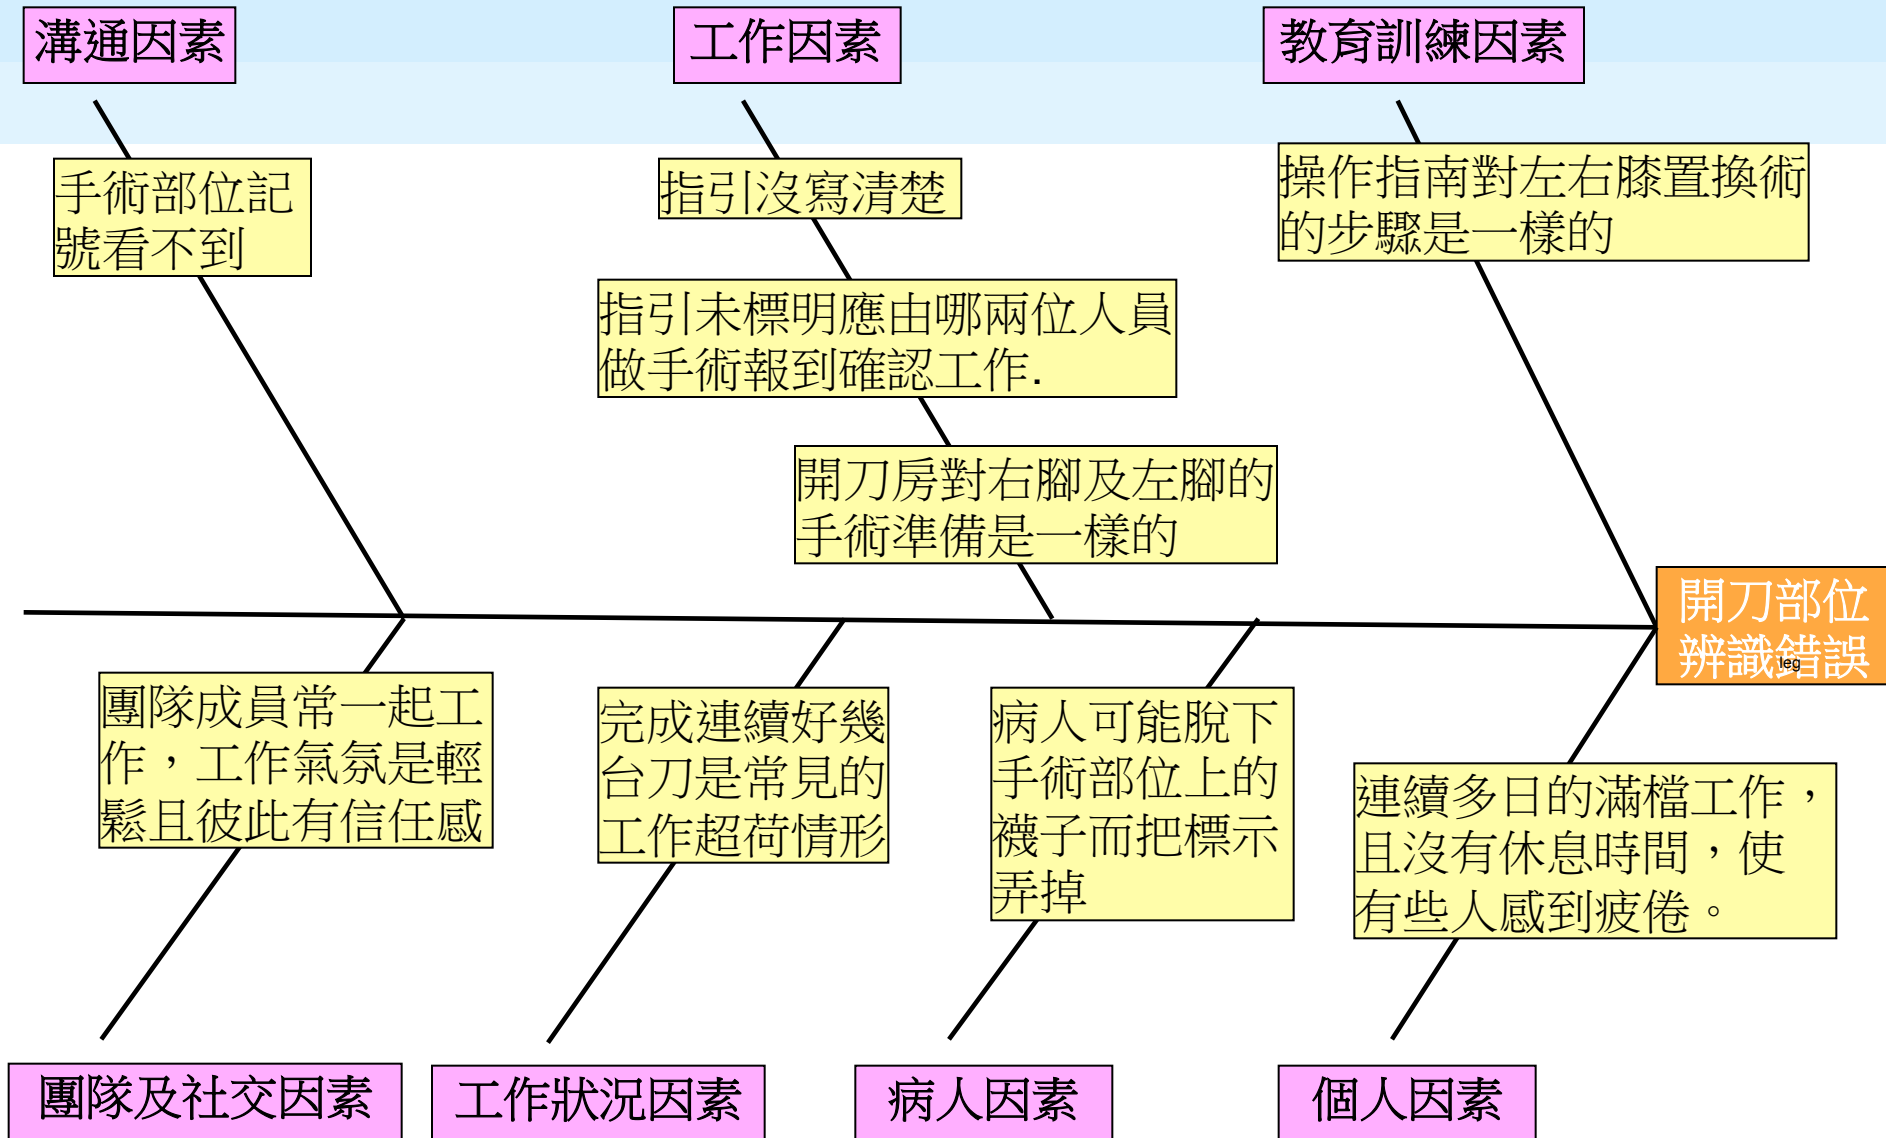 溝通因素
工作因素
教育訓練因素
手術部位記
號看不到
指引沒寫清楚
指引未標明應由哪兩位人員
做手術報到確認工作.
開刀房對右腳及左腳的
手術準備是一樣的
操作指南對左右膝置換術
的步驟是一樣的
開刀部位
辨識錯誤
leg
團隊成員常一起工
作，工作氣氛是輕
鬆且彼此有信任感
完成連續好幾
台刀是常見的
工作超荷情形
病人可能脫下
手術部位上的
襪子而把標示
弄掉
連續多日的滿檔工作，
且沒有休息時間，使
有些人感到疲倦。
團隊及社交因素
工作狀況因素
病人因素
個人因素